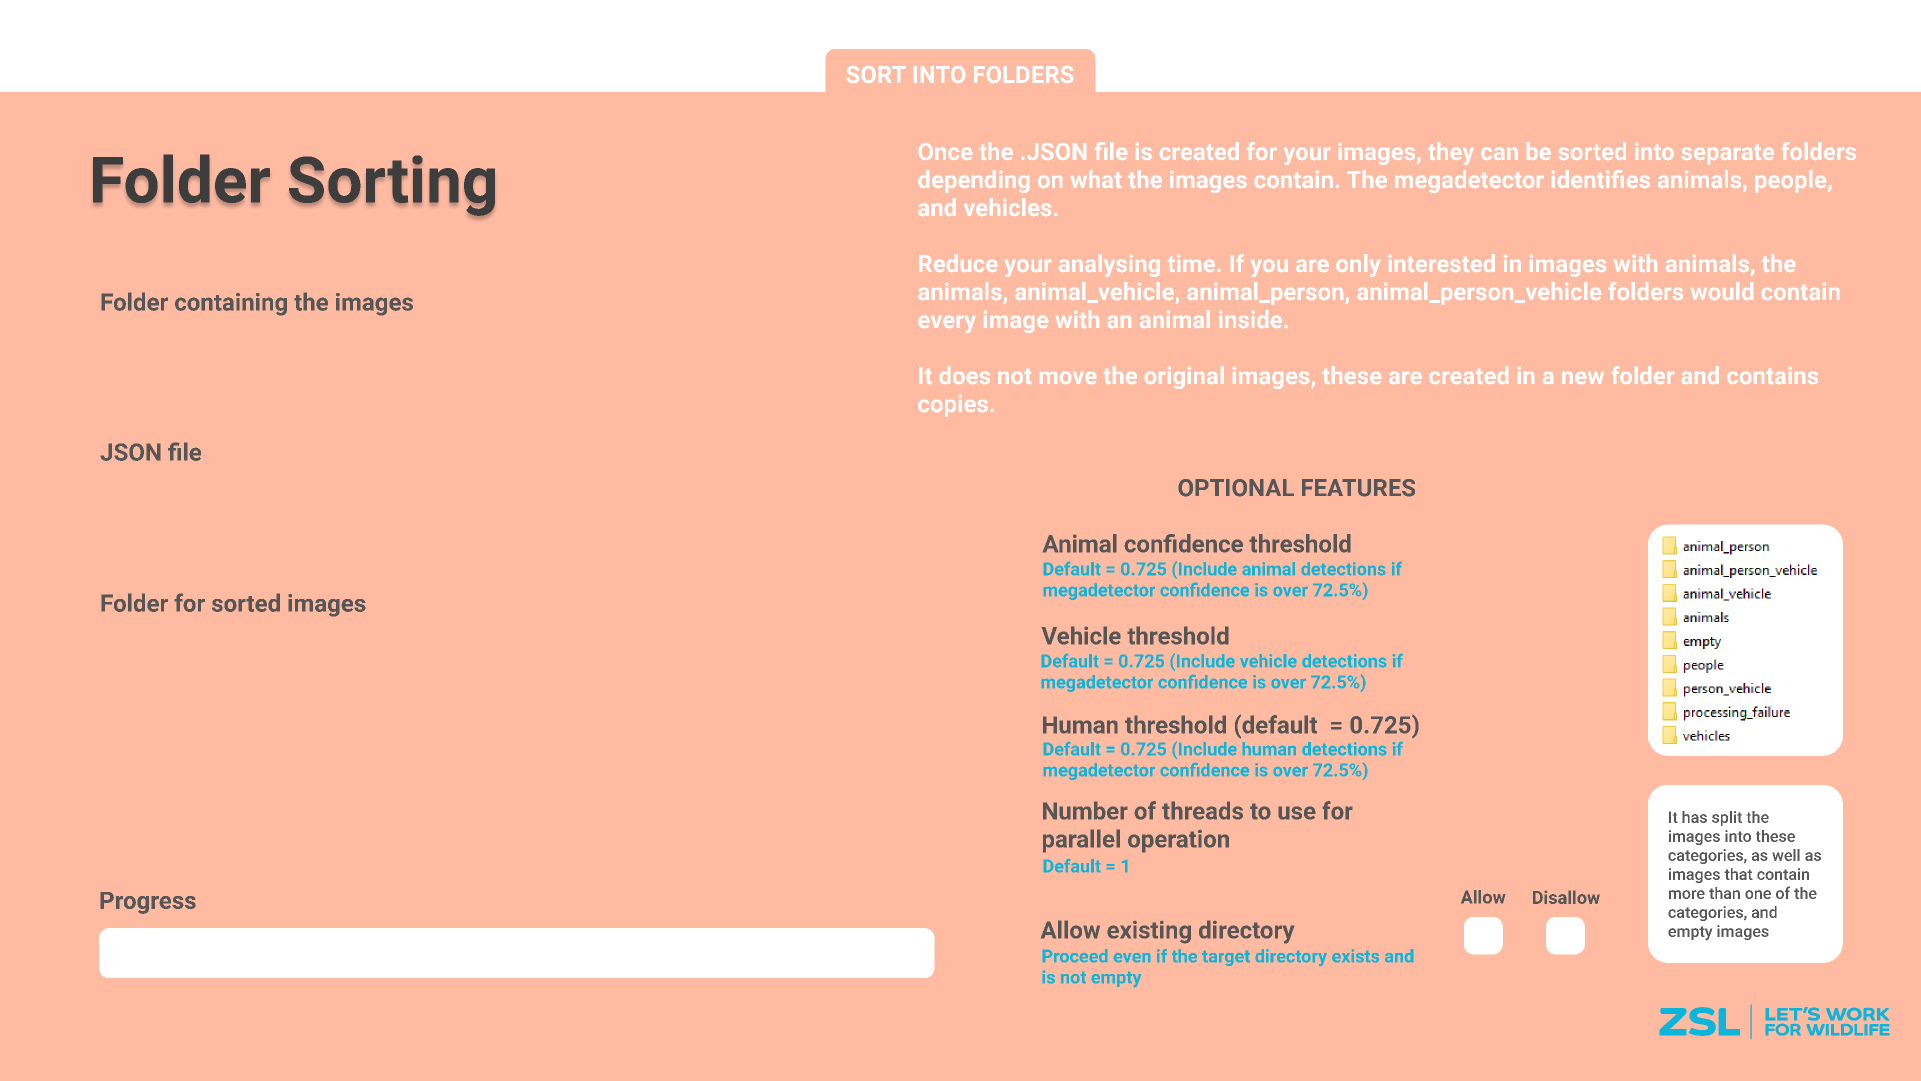 SORT INTO FOLDERS
Folder Sorting
Once the .JSON file is created for your images, they can be sorted into separate folders
depending on what the images contain. The megadetector identifies animals, people,
and vehicles.
Reduce your analysing time. If you are only interested in images with animals, the
animals, animal_vehicle, animal_person, animal_person_vehicle folders would contain
every image with an animal inside.
It does not move the original images, these are created in a new folder and contains
copies.
Folder containing the images
JSON file
Folder for sorted images
Progress
OPTIONAL FEATURES
Animal confidence threshold
Default = 0.725 (Include animal detections if
megadetector confidence is over 72.5%)
Vehicle threshold
Default = 0.725 (Include vehicle detections if
megadetector confidence is over 72.5%)
Human threshold (default  = 0.725)
Default = 0.725 (Include human detections if
megadetector confidence is over 72.5%)
Number of threads to use for
parallel operation
Default = 1
Allow Disallow
Allow existing directory
Proceed even if the target directory exists and
is not empty
animal_person
animal_person_vehicle
animal_vehicle
animals
empty
people
person_vehicle
processing_failure
vehicles
It has split the
images into these
categories, as well as
images that contain
more than one of the
categories, and
empty images
ZSL LET'S WORK
FOR WILDLIFE